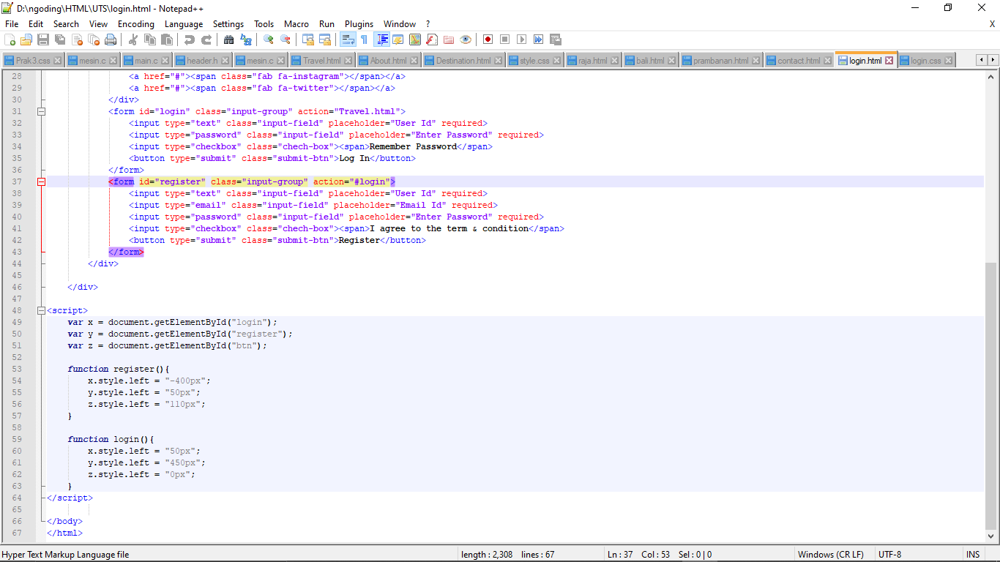 D:\ngoding\HTML\UTS\login.html - Notepad++
File Edit Search View Encoding Language Settings Tools Macro Run Plugins Window ? X
Prak3.css mesin.c main.c header.h mesin.c Travel.html About.html Destination.html style.css raja.html bali.html prambanan.html contact.html login.html login.css
28 <a href="#"><span class="fab fa-instagram"></span></a>
29 <a href="#"><span class="fab fa-twitter"></span></a>
30 </div>
31 <form id="login" class="input-group" action="Travel.html">
32 <input type="text" class="input-field" placeholder="User Id" required>
33 <input type="password" class="input-field" placeholder="Enter Password" required>
34 <input type="checkbox" class="chech-box"><span>Remember Password</span>
35 <button type="submit" class="submit-btn">Log In</button>
36 </form>
37 <form id="register" class="input-group" action="#login">
38 <input type="text" class="input-field" placeholder="User Id" required>
39 <input type="email" class="input-field" placeholder="Email Id" required>
40 <input type="password" class="input-field" placeholder="Enter Password" required>
41 <input type="checkbox" class="chech-box"><span>I agree to the term & condition</span>
42 <button type="submit" class="submit-btn">Register</button>
43 </form>
44 </div>
45
46 </div>
47
48 <script>
49 var x = document.getElementById("login");
50 var y = document.getElementById("register");
51 var z = document.getElementById("btn");
52
53 function register(){
54 x.style.left = "-400px";
55 y.style.left = "50px";
56 z.style.left = "110px";
57 }
58
59 function login(){
60 x.style.left = "50px";
61 y.style.left = "450px";
62 z.style.left = "0px";
63 }
64 </script>
65
66 </body>
67 </html>
Hyper Text Markup Language file length : 2,308 lines : 67 Ln : 37 Col : 53 Sel : 0 | 0 Windows (CR LF) UTF-8 INS